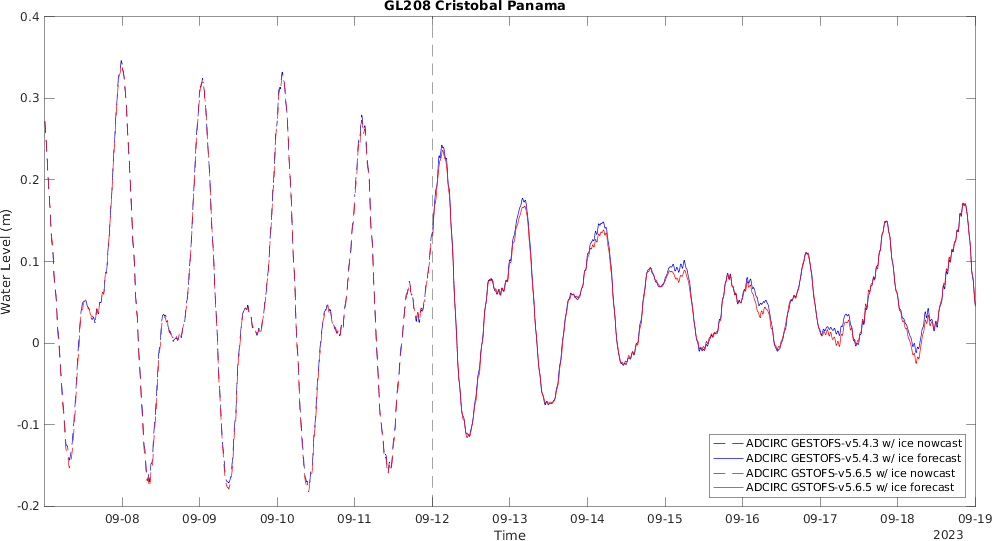 GL208 Cristobal Panama
0.4
0.3
0.2
0.1
0
-0.1
-0.2
Water Level (m)
ADCIRC GESTOFS-v5.4.3 w/ ice nowcast
ADCIRC GESTOFS-v5.4.3 w/ ice forecast
ADCIRC GSTOFS-v5.6.5 w/ ice nowcast
ADCIRC GSTOFS-v5.6.5 w/ ice forecast
09-08 09-09 09-10 09-11 09-12 09-13 09-14 09-15 09-16 09-17 09-18 09-19
Time
2023